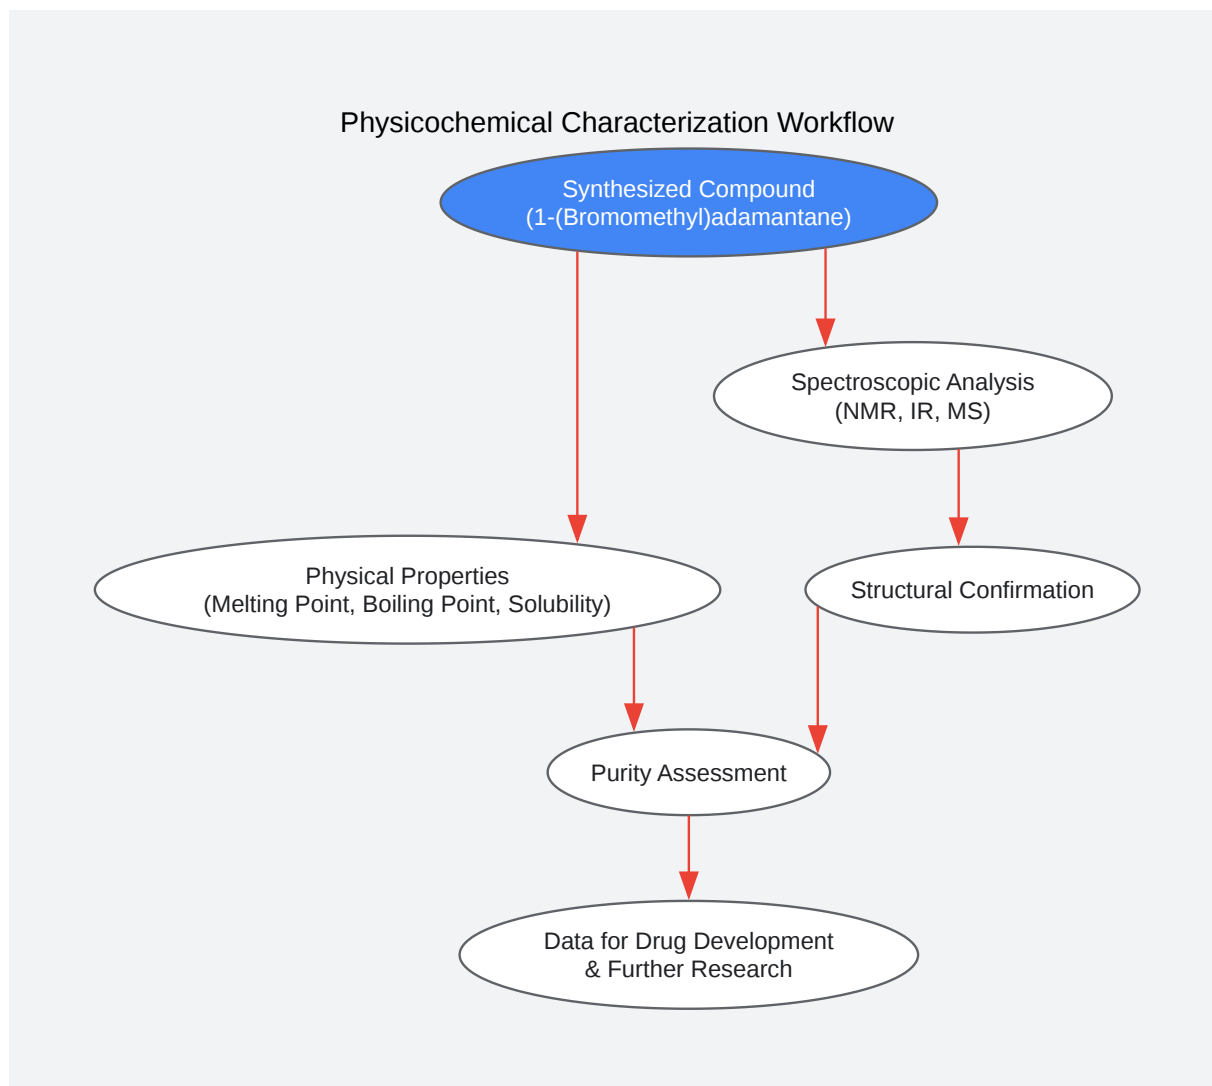 Physicochemical Characterization Workflow
Synthesized Compound
(1-(Bromomethyl)adamantane)
Spectroscopic Analysis
(NMR, IR, MS)
Physical Properties
(Melting Point, Boiling Point, Solubility)
Structural Confirmation
Purity Assessment
Data for Drug Development
& Further Research